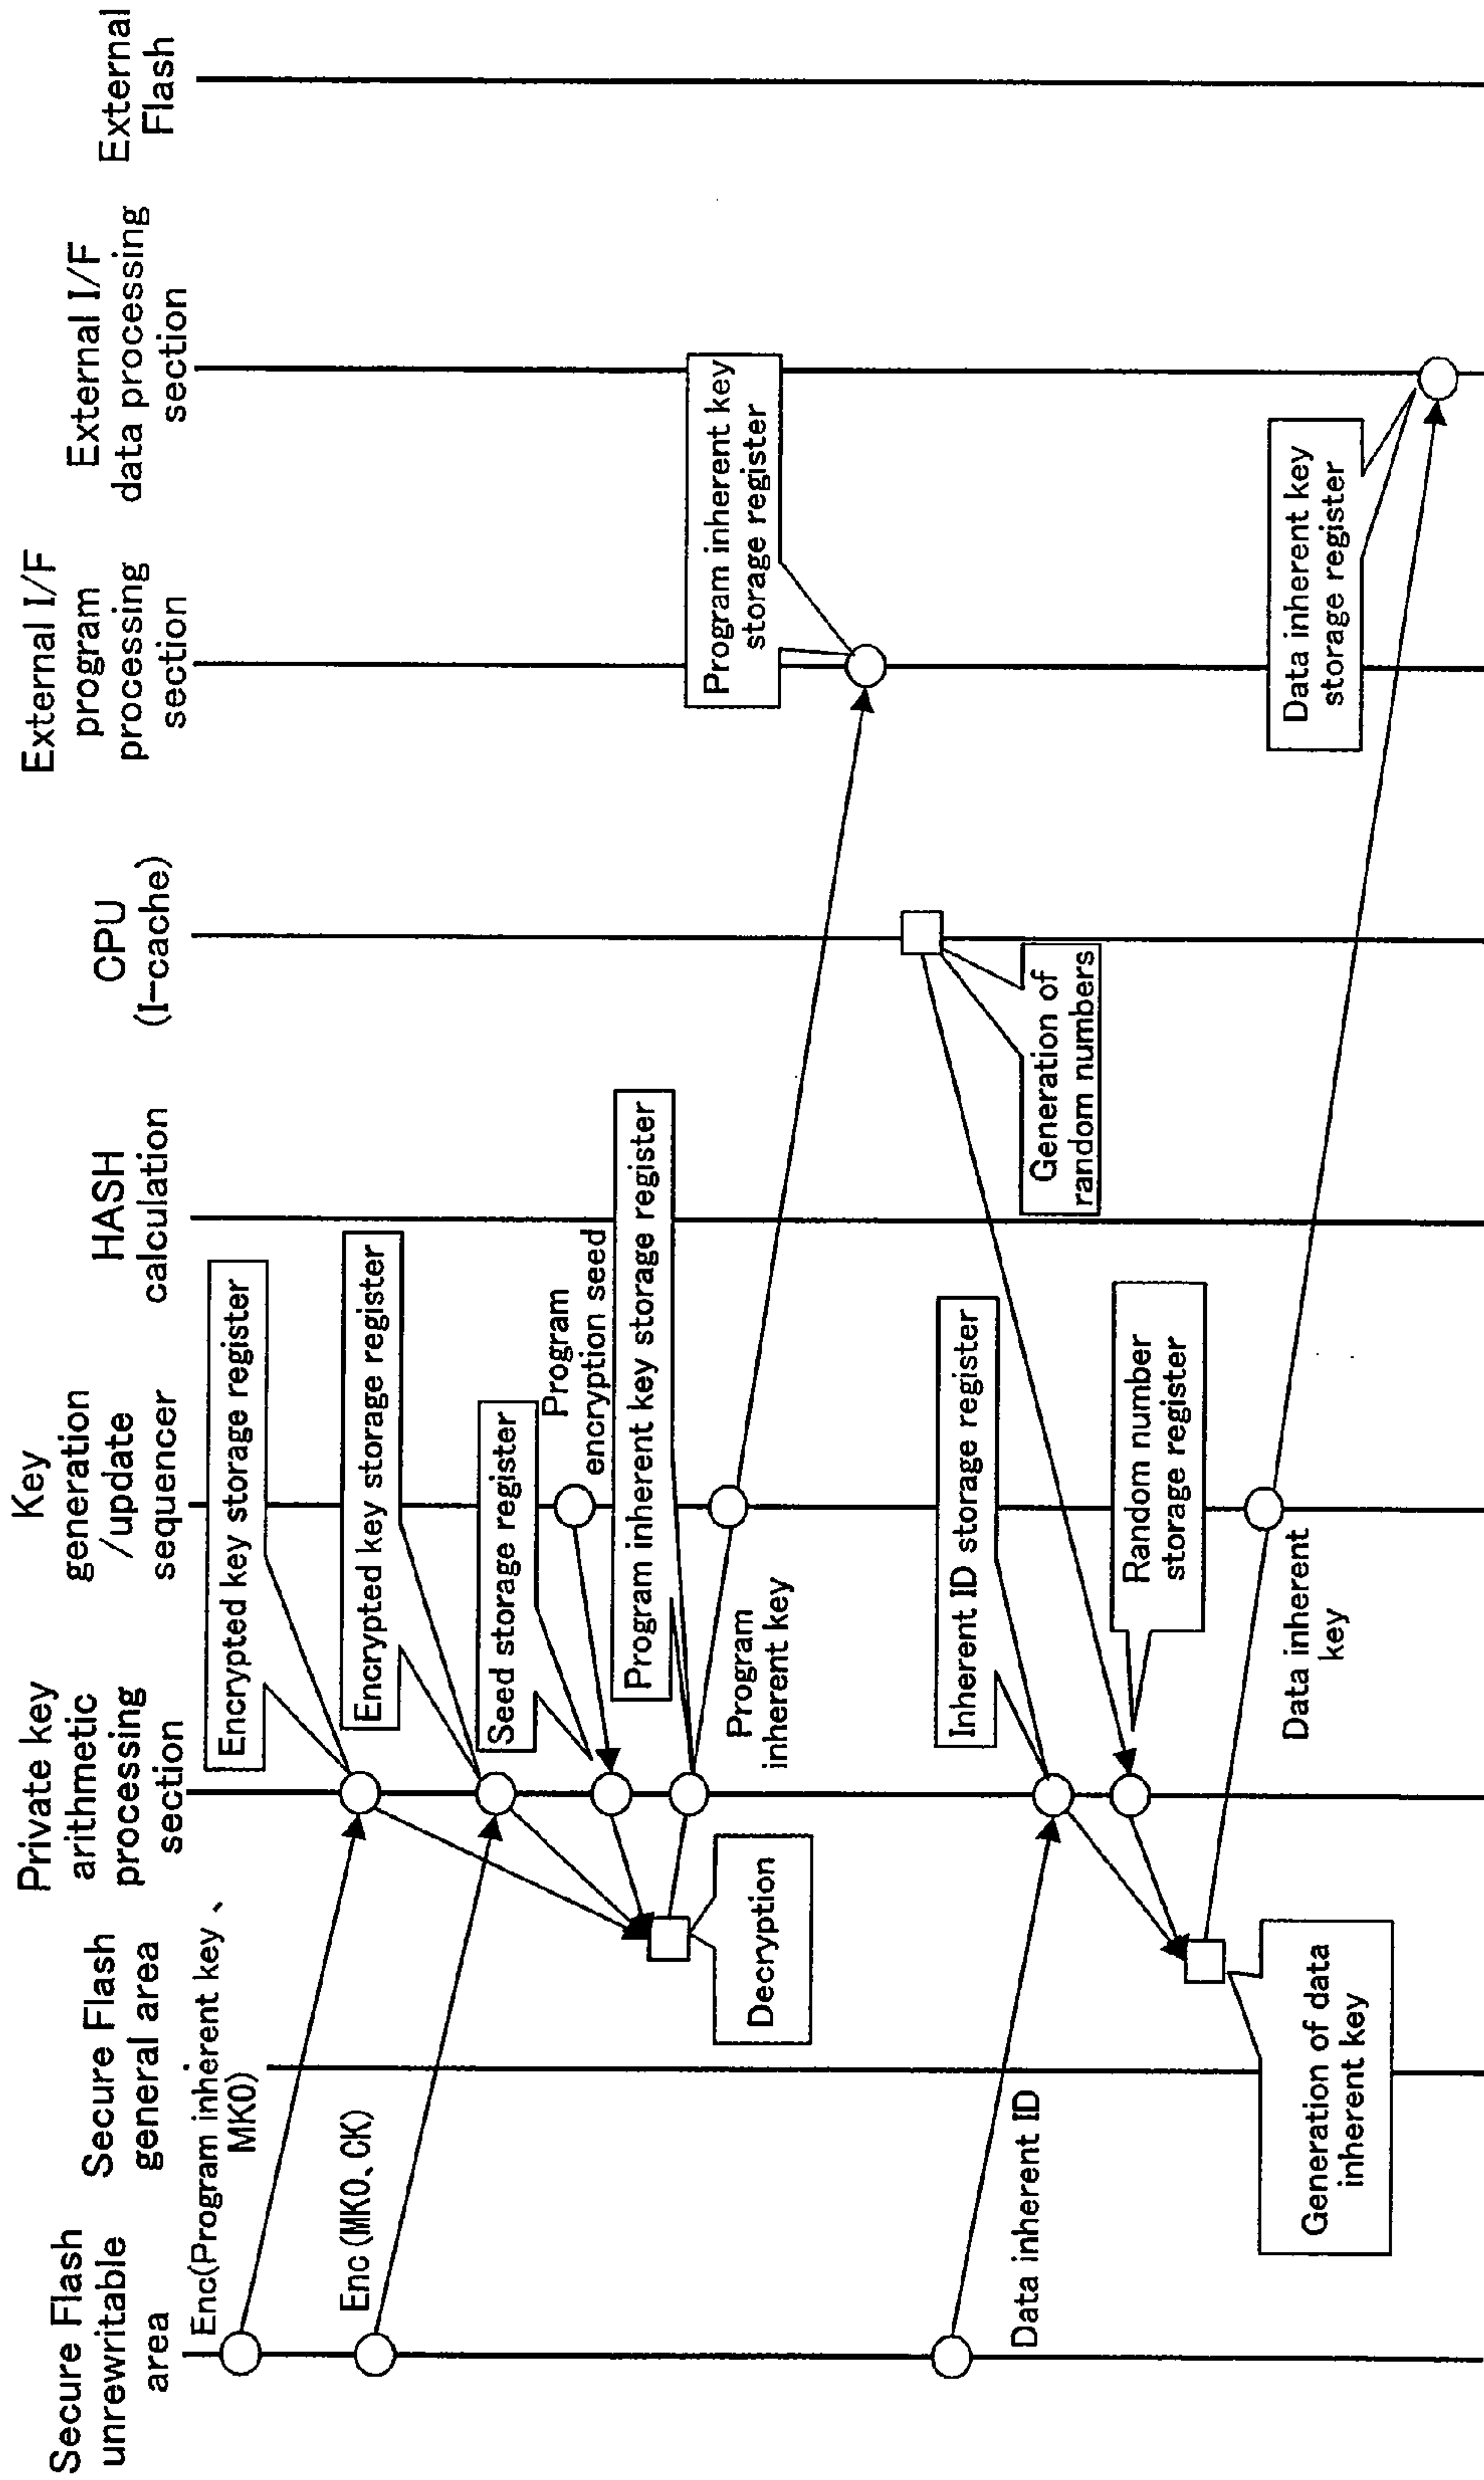 Secure Flash
unrewritable
area
Secure Flash
general area
Private key
arithmetic
processing
section
Key
generation
/update
sequencer
HASH
calculation
CPU
(I-cache)
External I/F
program
processing
section
External I/F
data processing
section
External
Flash
Enc(Program inherent key、
MK0)
Encrypted key storage register
Enc(MK0、CK)
Encrypted key storage register
Seed storage register
Program
encryption seed
Program inherent key storage register
Decryption
Program
inherent key
Program inherent key
storage register
Generation of
random numbers
Data inherent ID
Inherent ID storage register
Random number
storage register
Generation of data
inherent key
Data inherent
key
Data inherent key
storage register